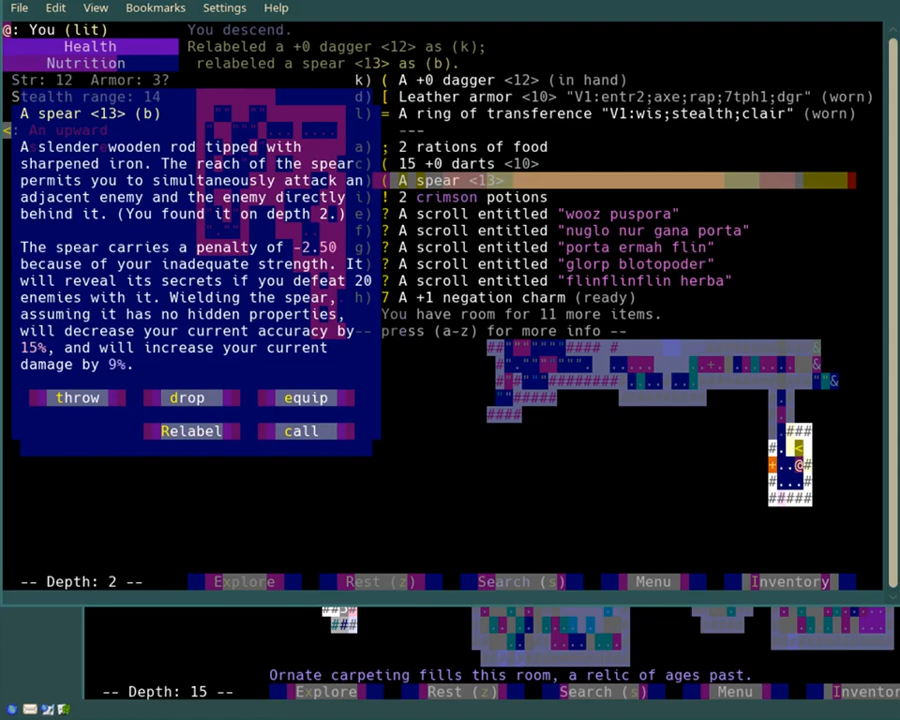 File Edit View Bookmarks Settings Help
@: You (lit)
You descend.
Health
Relabeled a +0 dagger <12> as (k);
Nutrition
relabeled a spear <13> as (b).
Str: 12 Armor: 3?
k) ( A +0 dagger <12> (in hand)
Stealth range: 14
d) [ Leather armor <10> "V1:entr2;axe;rap;7tph1;dgr" (worn)
A spear <13> (b)
l) = A ring of transference "V1:wis;stealth;clair" (worn)
<: An upward
---
A slender wooden rod tipped with
a) ; 2 rations of food
sharpened iron. The reach of the spear
c) ( 15 +0 darts <10>
permits you to simultaneously attack an
) ( A spear <13>
adjacent enemy and the enemy directly
i) ! 2 crimson potions
behind it. (You found it on depth 2.)
e) ? A scroll entitled "wooz puspora"
f) ? A scroll entitled "nuglo nur gana porta"
The spear carries a penalty of -2.50
g) ? A scroll entitled "porta ermah flin"
because of your inadequate strength. It
) ? A scroll entitled "glorp blotopoder"
will reveal its secrets if you defeat 20
? A scroll entitled "flinflinflin herba"
enemies with it. Wielding the spear,
h) 7 A +1 negation charm (ready)
assuming it has no hidden properties,
You have room for 11 more items.
will decrease your current accuracy by
-- press (a-z) for more info --
15%, and will increase your current
damage by 9%.
throw drop equip
Relabel call
-- Depth: 2 -- Explore Rest (z) Search (s) Menu Inventory
Ornate carpeting fills this room, a relic of ages past.
-- Depth: 15 -- Explore Rest (z) Search (s) Menu Inventor